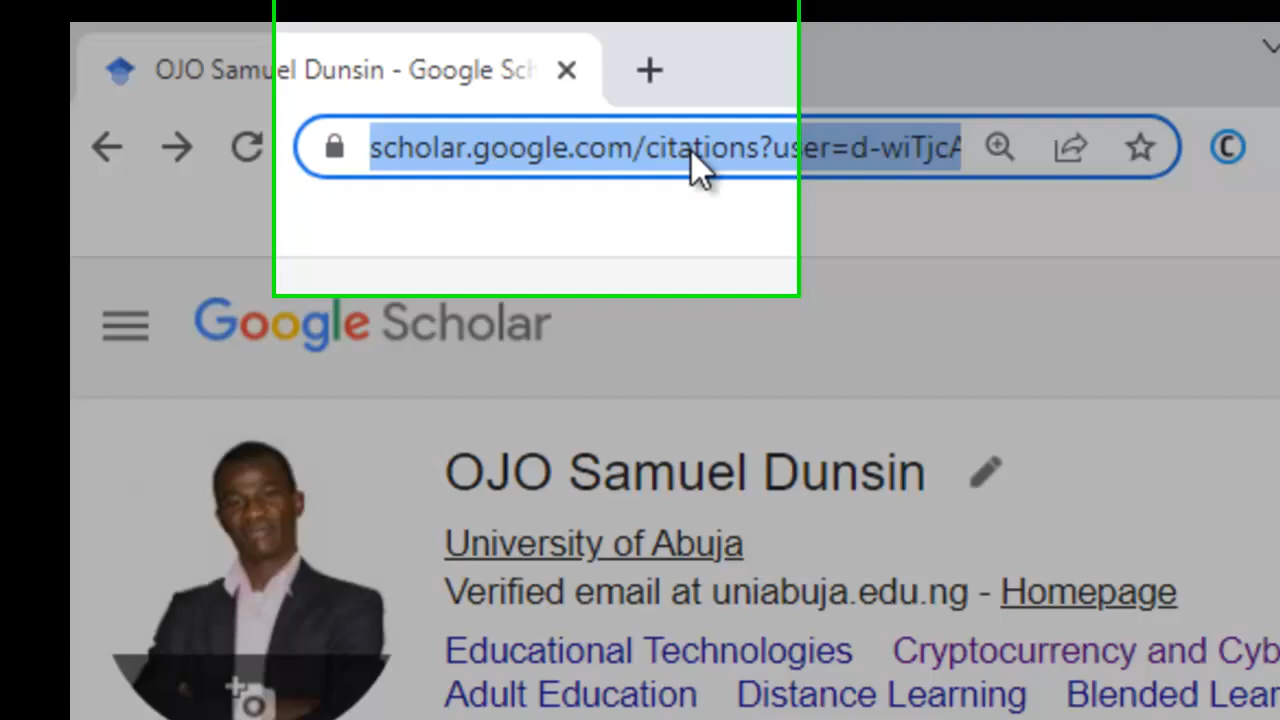 OJO Samuel Dunsin - Google Sch
scholar.google.com/citations?user=d-wiTjcA
Google Scholar
OJO Samuel Dunsin
University of Abuja
Verified email at uniabuja.edu.ng - Homepage
Educational Technologies Cryptocurrency and Cyb
Adult Education Distance Learning Blended Lear